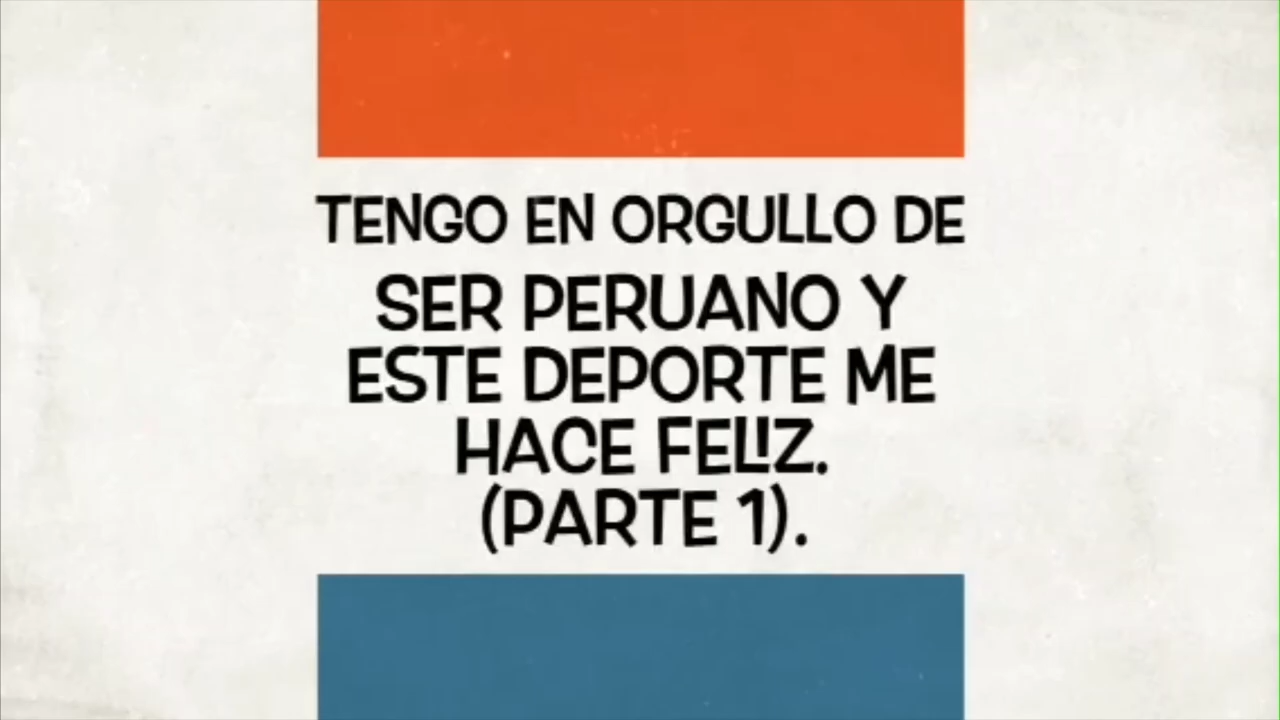 TENGO EN ORGULLO DE
SER PERUANO Y
ESTE DEPORTE ME
HACE FELIZ.
(PARTE 1).